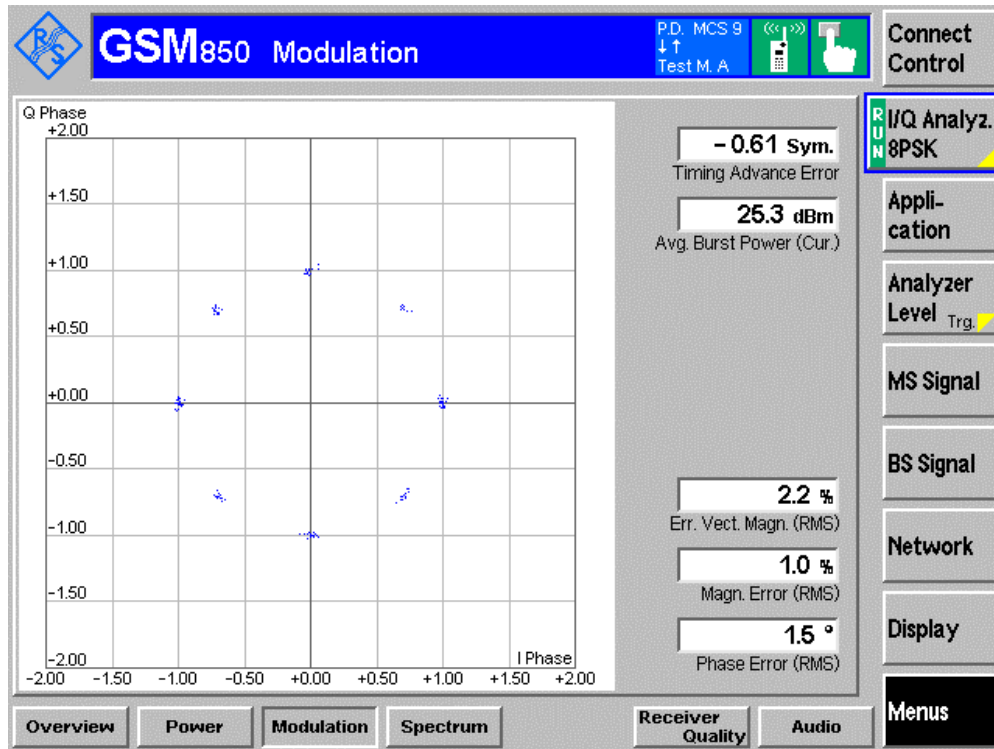 R&S
GSM850 Modulation
P.D. MCS 9
↓↑
Test M. A
Connect
Control
Q Phase
+2.00
+1.50
+1.00
+0.50
+0.00
-0.50
-1.00
-1.50
-2.00
I Phase
-2.00 -1.50 -1.00 -0.50 +0.00 +0.50 +1.00 +1.50 +2.00
- 0.61 Sym.
Timing Advance Error
25.3 dBm
Avg. Burst Power (Cur.)
2.2 %
Err. Vect. Magn. (RMS)
1.0 %
Magn. Error (RMS)
1.5 °
Phase Error (RMS)
RUN
I/Q Analyz.
8PSK
Appli-
cation
Analyzer
Level Trg.
MS Signal
BS Signal
Network
Display
Menus
Overview Power Modulation Spectrum
Receiver
Quality
Audio